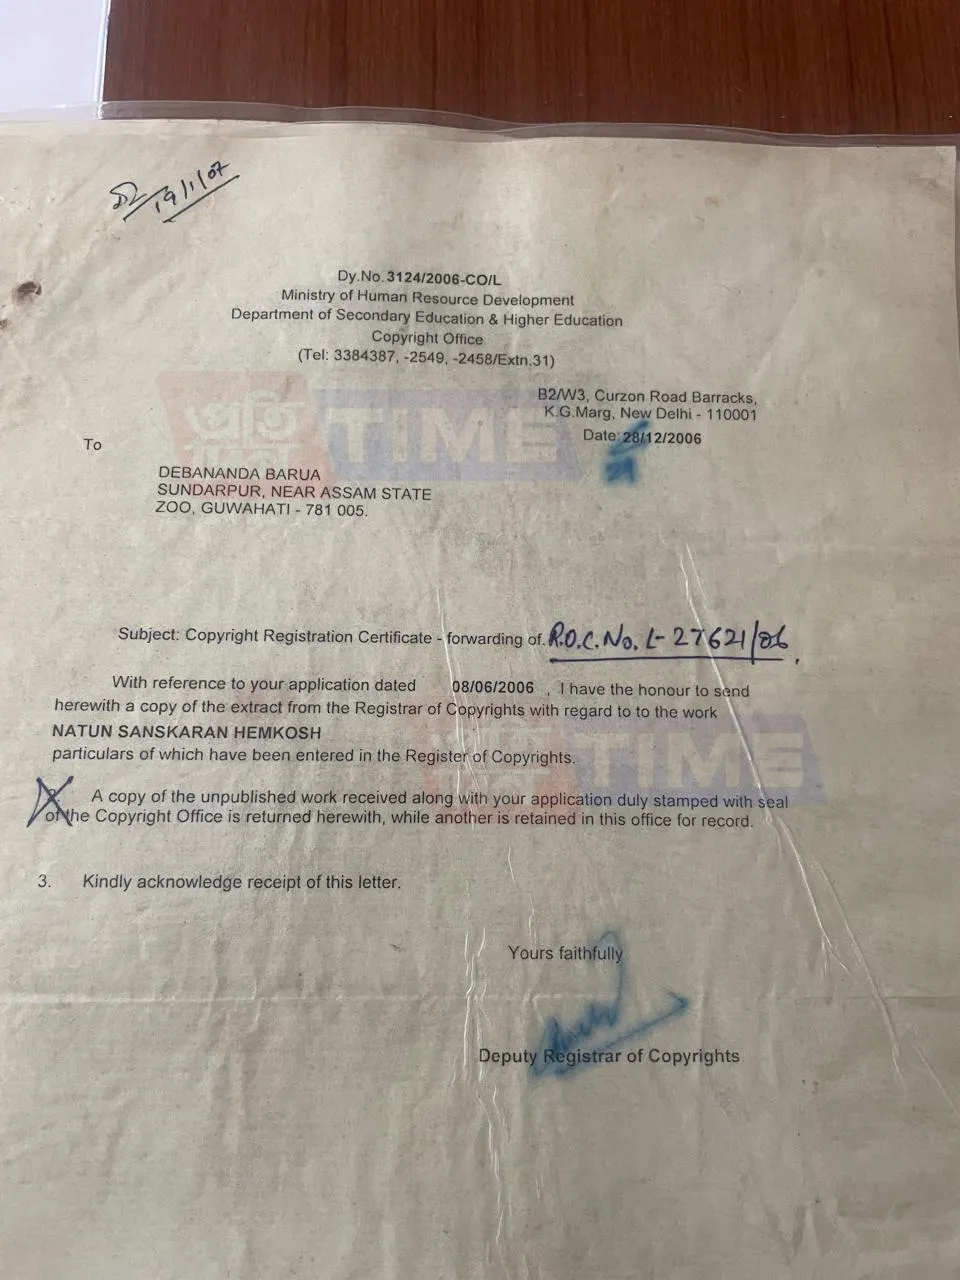 19/1/07
Dy.No. 3124/2006-CO/L
Ministry of Human Resource Development
Department of Secondary Education & Higher Education
Copyright Office
(Tel: 3384387, -2549, -2458/Extn.31)
B2/W3, Curzon Road Barracks,
K.G.Marg, New Delhi - 110001
Date: 28/12/2006
29
To
DEBANANDA BARUA
SUNDARPUR, NEAR ASSAM STATE
ZOO, GUWAHATI - 781 005.
TIME
Subject: Copyright Registration Certificate - forwarding of. R.O.C. No. L- 27621/06.
With reference to your application dated 08/06/2006 , I have the honour to send
herewith a copy of the extract from the Registrar of Copyrights with regard to to the work
NATUN SANSKARAN HEMKOSH
particulars of which have been entered in the Register of Copyrights.
TIME
2. A copy of the unpublished work received along with your application duly stamped with seal
of the Copyright Office is returned herewith, while another is retained in this office for record.
3. Kindly acknowledge receipt of this letter.
Yours faithfully
Deputy Registrar of Copyrights